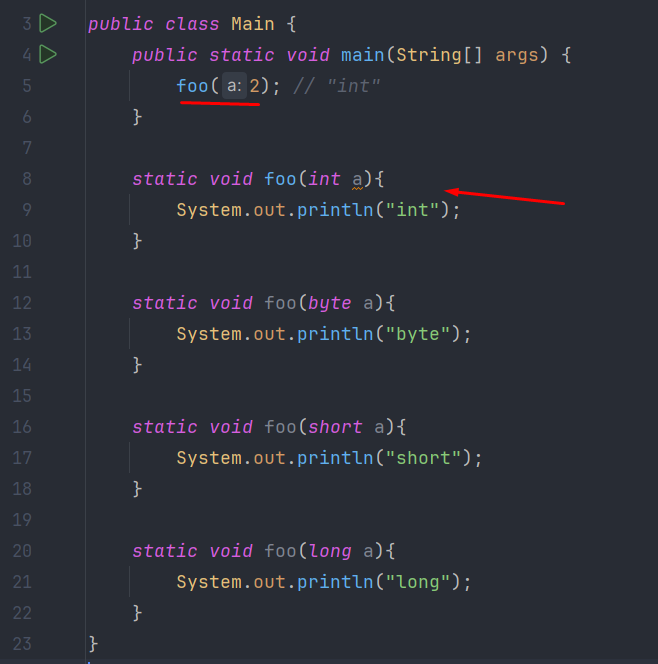 3 public class Main {
4 public static void main(String[] args) {
5 foo( a: 2); // "int"
6 }
7
8 static void foo(int a){
9 System.out.println("int");
10 }
11
12 static void foo(byte a){
13 System.out.println("byte");
14 }
15
16 static void foo(short a){
17 System.out.println("short");
18 }
19
20 static void foo(long a){
21 System.out.println("long");
22 }
23 }